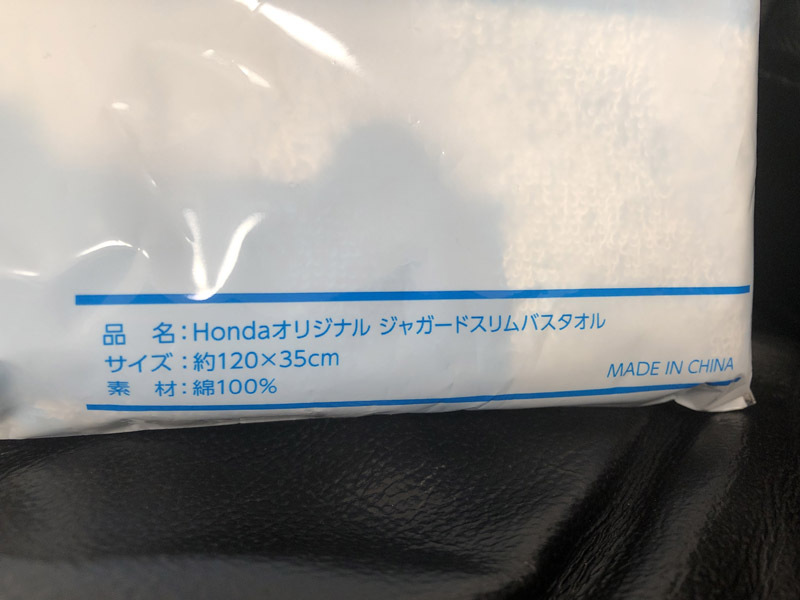 品　名：Hondaオリジナル ジャガードスリムバスタオル
サイズ：約120×35cm
素　材：綿100%
MADE IN CHINA